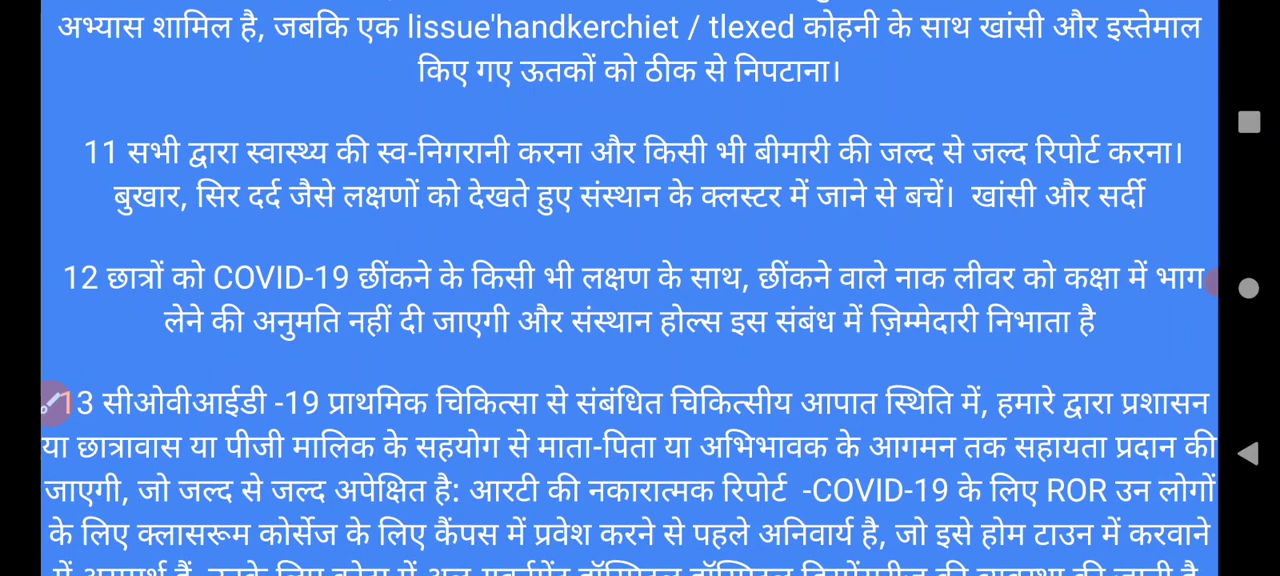 अभ्यास शामिल है, जबकि एक lissue'handkerchiet / tlexed कोहनी के साथ खांसी और इस्तेमाल
किए गए ऊतकों को ठीक से निपटाना।
11 सभी द्वारा स्वास्थ्य की स्व-निगरानी करना और किसी भी बीमारी की जल्द से जल्द रिपोर्ट करना।
बुखार, सिर दर्द जैसे लक्षणों को देखते हुए संस्थान के क्लस्टर में जाने से बचें। खांसी और सर्दी
12 छात्रों को COVID-19 छींकने के किसी भी लक्षण के साथ, छींकने वाले नाक लीवर को कक्षा में भाग
लेने की अनुमति नहीं दी जाएगी और संस्थान होल्स इस संबंध में ज़िम्मेदारी निभाता है
13 सीओवीआईडी -19 प्राथमिक चिकित्सा से संबंधित चिकित्सीय आपात स्थिति में, हमारे द्वारा प्रशासन
या छात्रावास या पीजी मालिक के सहयोग से माता-पिता या अभिभावक के आगमन तक सहायता प्रदान की
जाएगी, जो जल्द से जल्द अपेक्षित है: आरटी की नकारात्मक रिपोर्ट -COVID-19 के लिए ROR उन लोगों
के लिए क्लासरूम कोर्सेज के लिए कैंपस में प्रवेश करने से पहले अनिवार्य है, जो इसे होम टाउन में करवाने